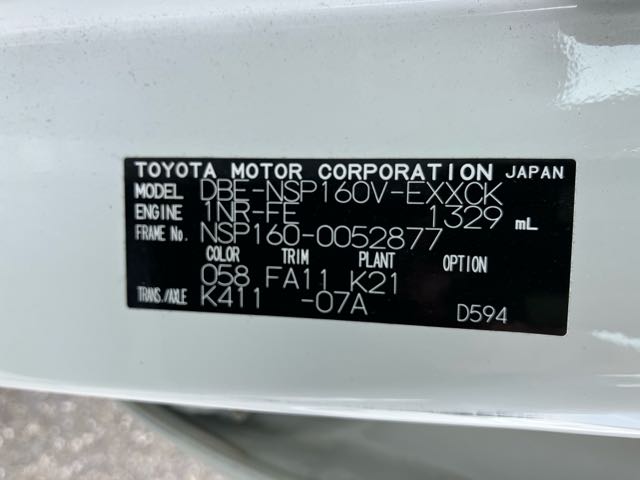 TOYOTA MOTOR CORPORATION JAPAN
MODEL DBE-NSP160V-EXXCK
ENGINE 1NR-FE 1329 mL
FRAME No. NSP160-0052877
COLOR TRIM PLANT OPTION
058 FA11 K21
TRANS./AXLE K411 -07A D594